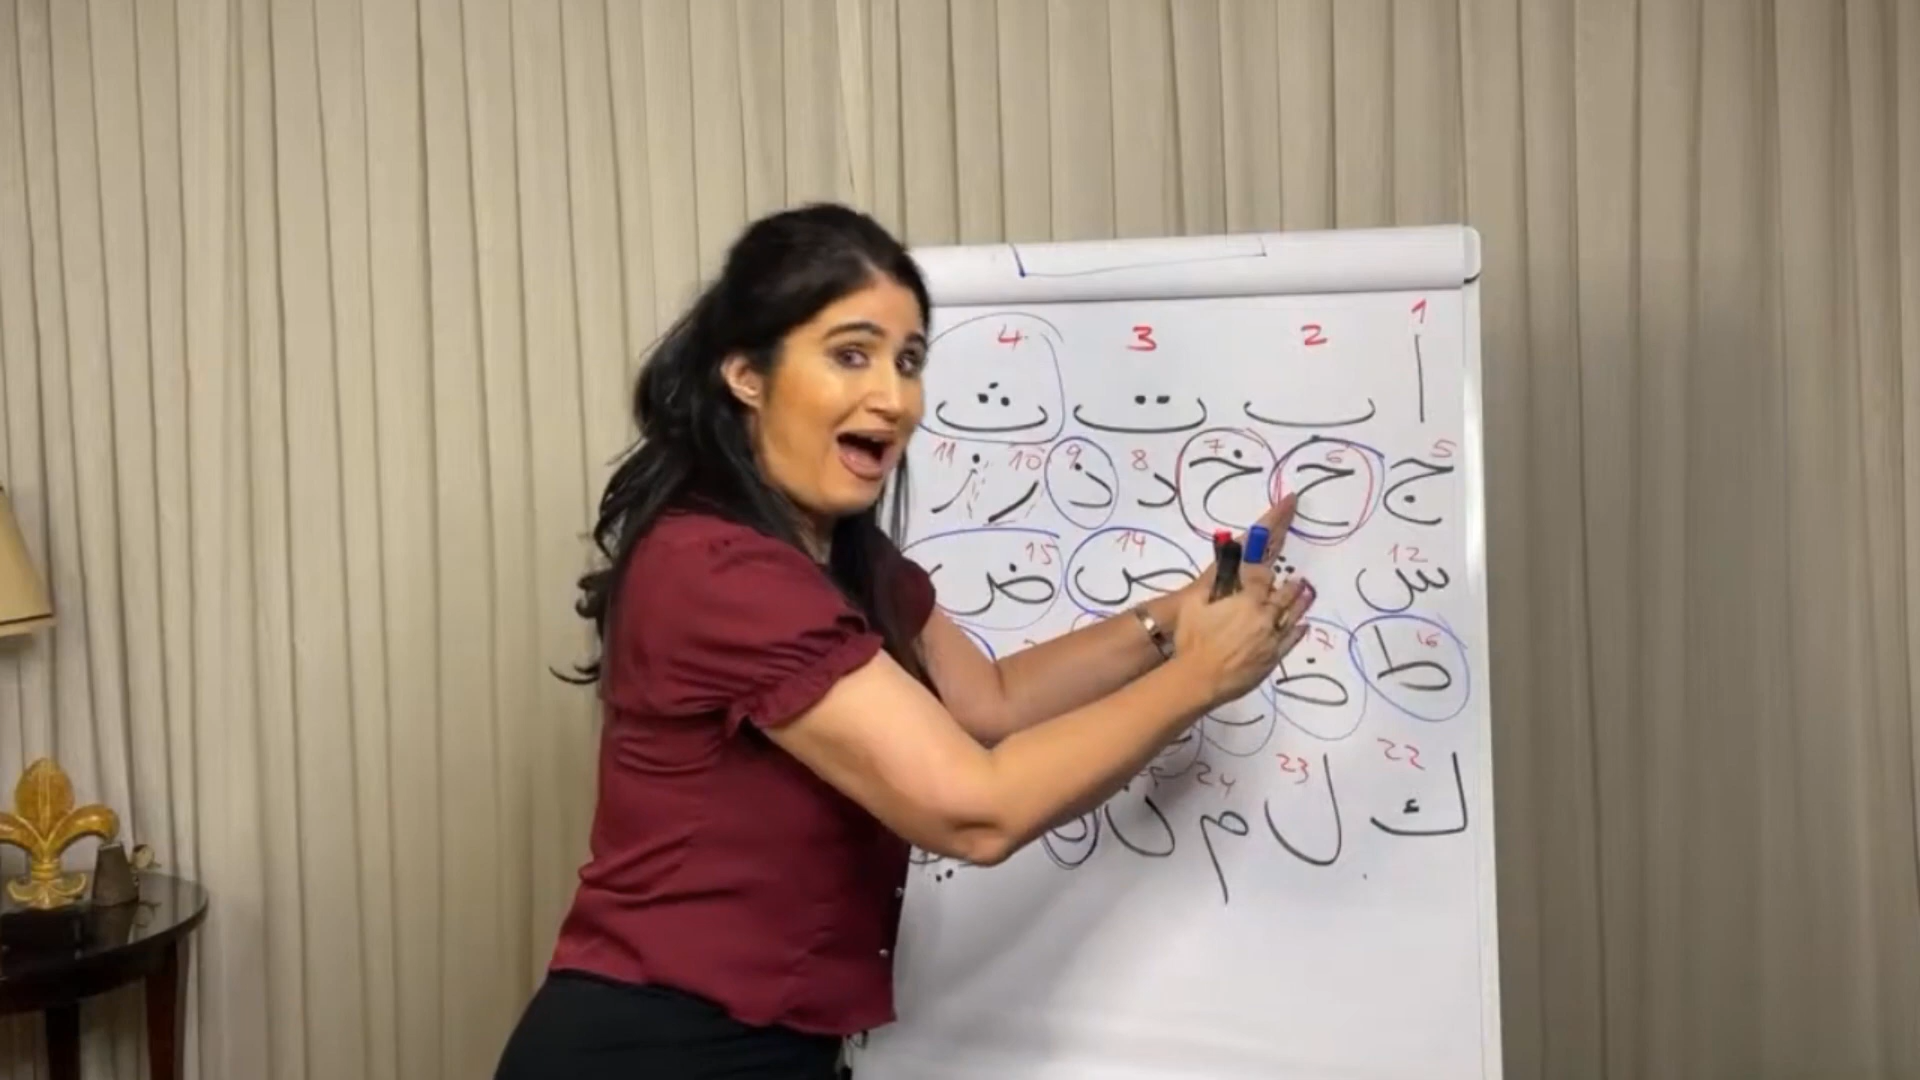 1 2 3 4
ا ب ت ث
5 6 7 8 9 10 11
ج ح خ د ذ ر ز
12 14 15
س ص ض
16 17
ط ظ
22 23 24
ك ل م ن